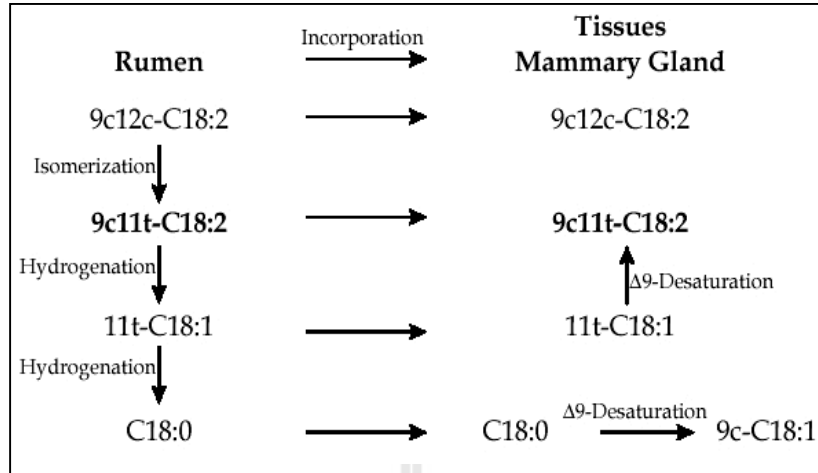 Incorporation
Rumen
Tissues
Mammary Gland
9c12c-C18:2
9c12c-C18:2
Isomerization
9c11t-C18:2
9c11t-C18:2
Hydrogenation
Δ9-Desaturation
11t-C18:1
11t-C18:1
Hydrogenation
C18:0
C18:0
Δ9-Desaturation
9c-C18:1